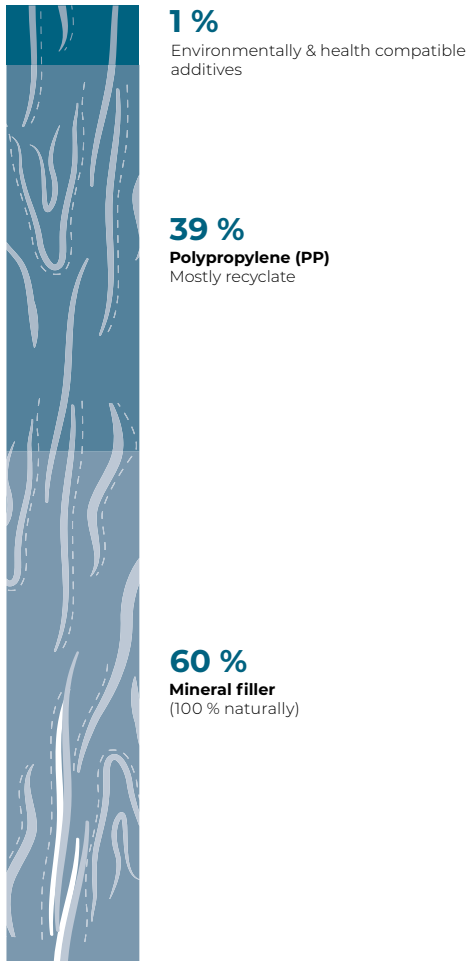 1 %
Environmentally & health compatible
additives
39 %
Polypropylene (PP)
Mostly recyclate
60 %
Mineral filler
(100 % naturally)